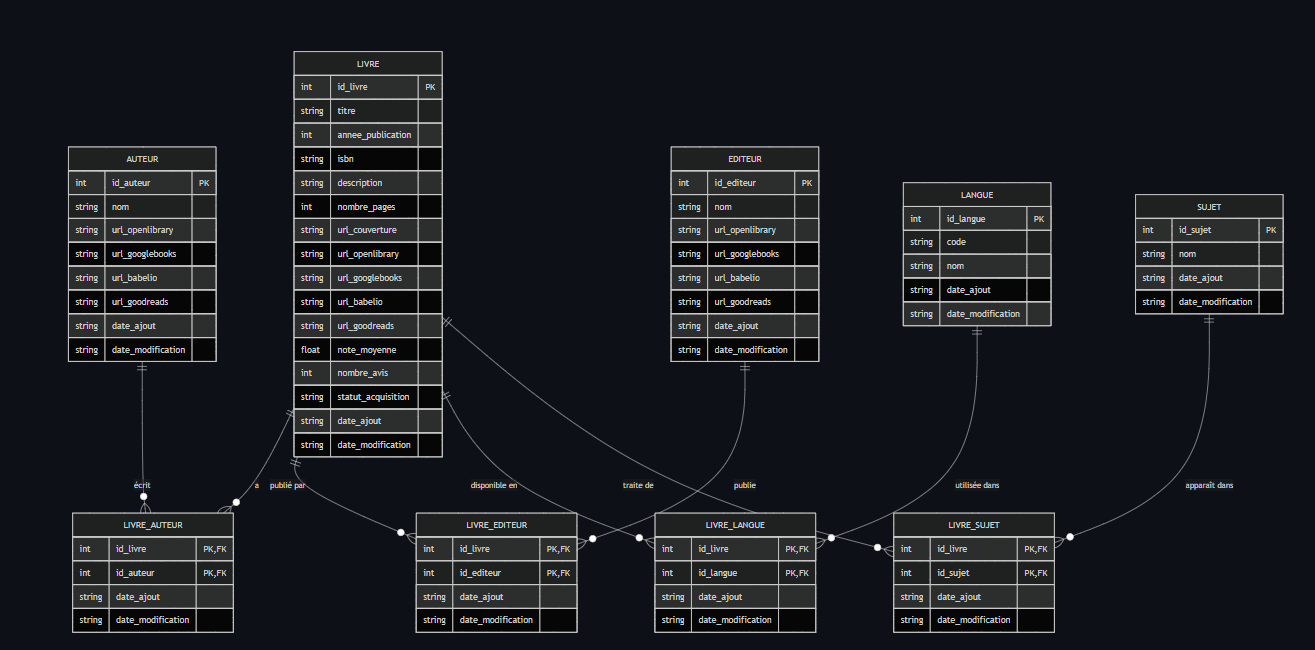 LIVRE
int id_livre PK
string titre
int annee_publication
string isbn
string description
int nombre_pages
string url_couverture
string url_openlibrary
string url_googlebooks
string url_babelio
string url_goodreads
float note_moyenne
int nombre_avis
string statut_acquisition
string date_ajout
string date_modification
AUTEUR
int id_auteur PK
string nom
string url_openlibrary
string url_googlebooks
string url_babelio
string url_goodreads
string date_ajout
string date_modification
EDITEUR
int id_editeur PK
string nom
string url_openlibrary
string url_googlebooks
string url_babelio
string url_goodreads
string date_ajout
string date_modification
LANGUE
int id_langue PK
string code
string nom
string date_ajout
string date_modification
SUJET
int id_sujet PK
string nom
string date_ajout
string date_modification
écrit
a
publié par
disponible en
traite de
publie
utilisée dans
apparaît dans
LIVRE_AUTEUR
int id_livre PK,FK
int id_auteur PK,FK
string date_ajout
string date_modification
LIVRE_EDITEUR
int id_livre PK,FK
int id_editeur PK,FK
string date_ajout
string date_modification
LIVRE_LANGUE
int id_livre PK,FK
int id_langue PK,FK
string date_ajout
string date_modification
LIVRE_SUJET
int id_livre PK,FK
int id_sujet PK,FK
string date_ajout
string date_modification